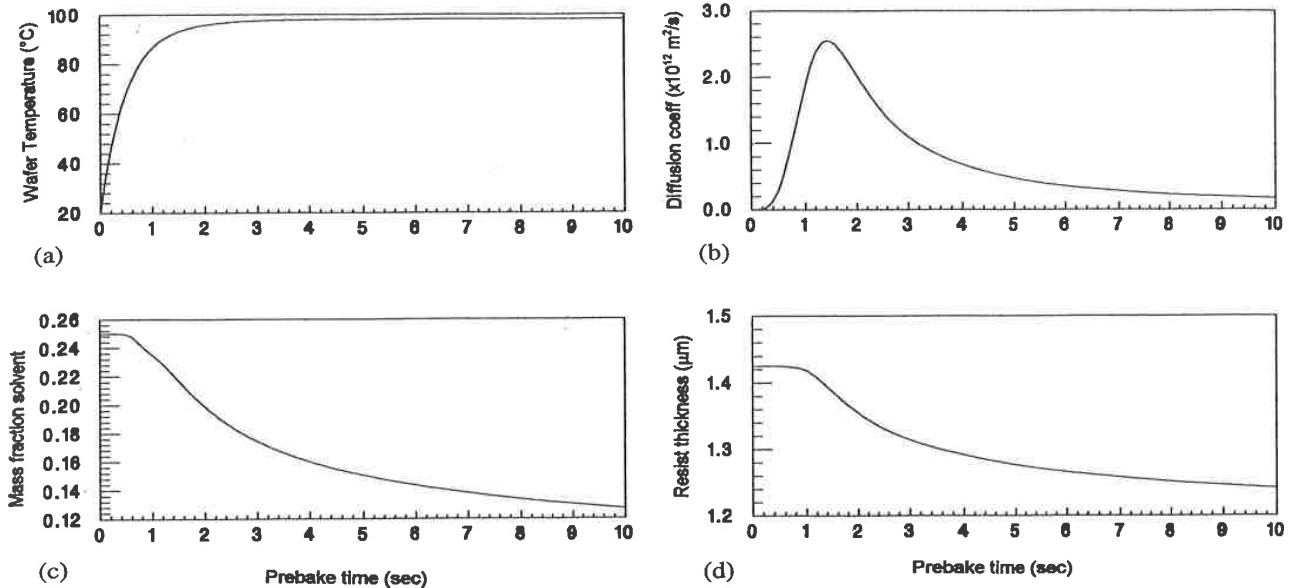 Wafer Temperature (°C)
100
80
60
40
20
0 1 2 3 4 5 6 7 8 9 10
(a)
Diffusion coeff (x10¹² m²/s)
3.0
2.0
1.0
0.0
0 1 2 3 4 5 6 7 8 9 10
(b)
Mass fraction solvent
0.26
0.24
0.22
0.20
0.18
0.16
0.14
0.12
0 1 2 3 4 5 6 7 8 9 10
(c)
Prebake time (sec)
Resist thickness (μm)
1.5
1.4
1.3
1.2
0 1 2 3 4 5 6 7 8 9 10
(d)
Prebake time (sec)